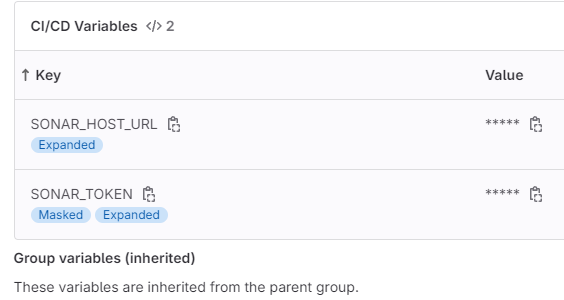 CI/CD Variables </> 2
↑ Key Value
SONAR_HOST_URL *****
Expanded
SONAR_TOKEN *****
Masked Expanded
Group variables (inherited)
These variables are inherited from the parent group.